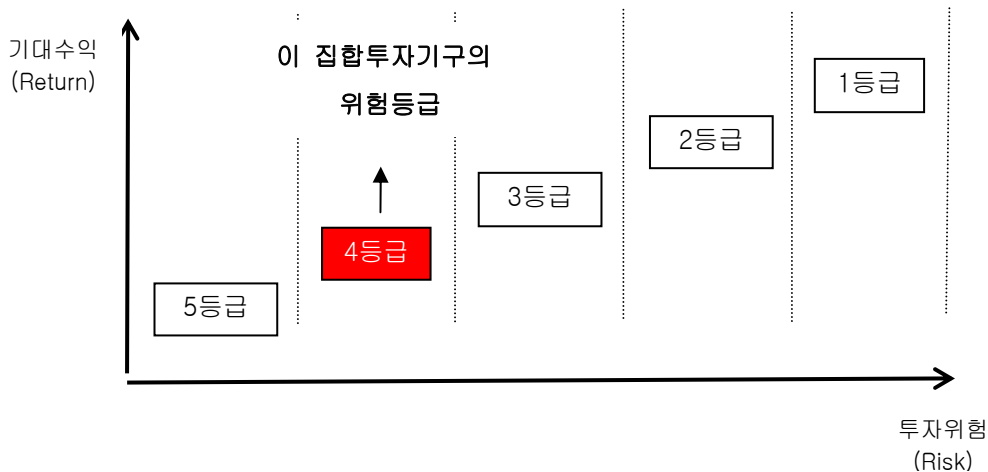 기대수익
(Return)
이 집합투자기구의
위험등급
1등급
2등급
3등급
4등급
5등급
투자위험
(Risk)